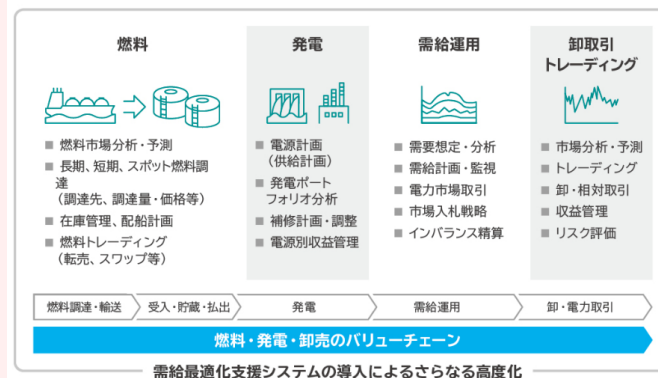 燃料
■ 燃料市場分析・予測
■ 長期、短期、スポット燃料調
達
(調達先、調達量・価格等)
■ 在庫管理、配船計画
■ 燃料トレーディング
(転売、スワップ等)
発電
■ 電源計画
(供給計画)
■ 発電ポート
フォリオ分析
■ 補修計画・調整
■ 電源別収益管理
需給運用
■ 需要想定・分析
■ 需給計画・監視
■ 電力市場取引
■ 市場入札戦略
■ インバランス精算
卸取引
トレーディング
■ 市場分析・予測
■ トレーディング
■ 卸・相対取引
■ 収益管理
■ リスク評価
燃料調達・輸送
受入・貯蔵・払出
発電
需給運用
卸・電力取引
燃料・発電・卸売のバリューチェーン
需給最適化支援システムの導入によるさらなる高度化